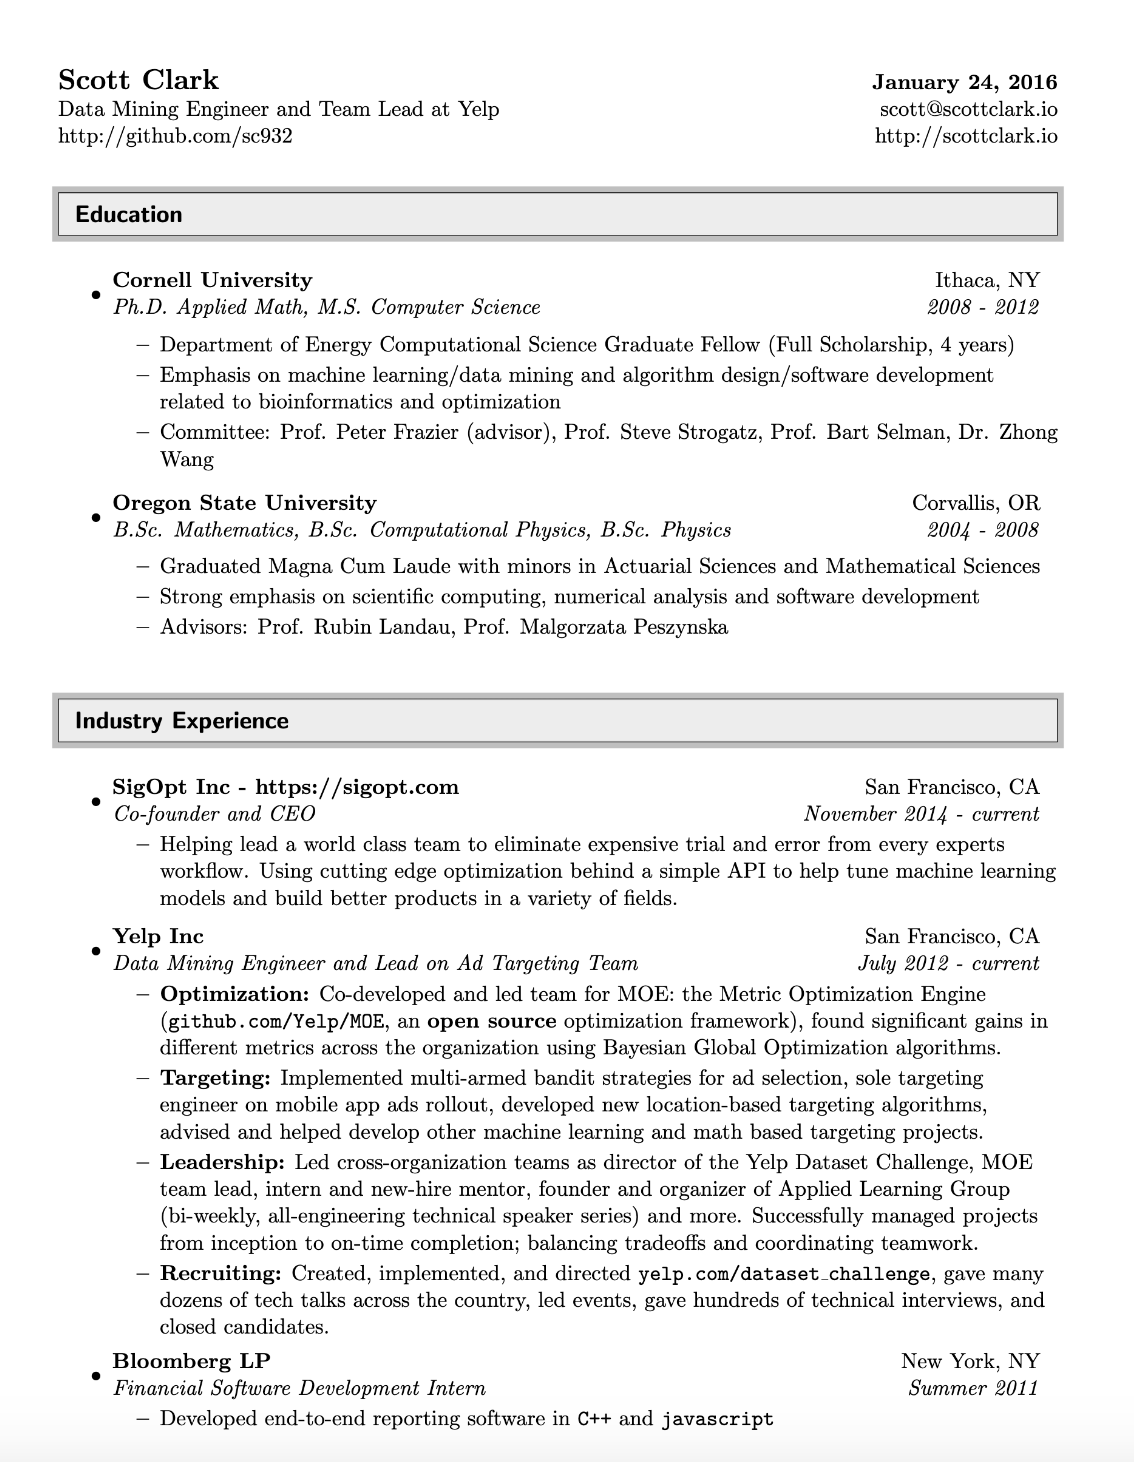 Scott Clark January 24, 2016
Data Mining Engineer and Team Lead at Yelp scott@scottclark.io
http://github.com/sc932 http://scottclark.io
Education
• Cornell University Ithaca, NY
Ph.D. Applied Math, M.S. Computer Science 2008 - 2012
– Department of Energy Computational Science Graduate Fellow (Full Scholarship, 4 years)
– Emphasis on machine learning/data mining and algorithm design/software development
related to bioinformatics and optimization
– Committee: Prof. Peter Frazier (advisor), Prof. Steve Strogatz, Prof. Bart Selman, Dr. Zhong
Wang
• Oregon State University Corvallis, OR
B.Sc. Mathematics, B.Sc. Computational Physics, B.Sc. Physics 2004 - 2008
– Graduated Magna Cum Laude with minors in Actuarial Sciences and Mathematical Sciences
– Strong emphasis on scientific computing, numerical analysis and software development
– Advisors: Prof. Rubin Landau, Prof. Malgorzata Peszynska
Industry Experience
• SigOpt Inc - https://sigopt.com San Francisco, CA
Co-founder and CEO November 2014 - current
– Helping lead a world class team to eliminate expensive trial and error from every experts
workflow. Using cutting edge optimization behind a simple API to help tune machine learning
models and build better products in a variety of fields.
• Yelp Inc San Francisco, CA
Data Mining Engineer and Lead on Ad Targeting Team July 2012 - current
– Optimization: Co-developed and led team for MOE: the Metric Optimization Engine
(github.com/Yelp/MOE, an open source optimization framework), found significant gains in
different metrics across the organization using Bayesian Global Optimization algorithms.
– Targeting: Implemented multi-armed bandit strategies for ad selection, sole targeting
engineer on mobile app ads rollout, developed new location-based targeting algorithms,
advised and helped develop other machine learning and math based targeting projects.
– Leadership: Led cross-organization teams as director of the Yelp Dataset Challenge, MOE
team lead, intern and new-hire mentor, founder and organizer of Applied Learning Group
(bi-weekly, all-engineering technical speaker series) and more. Successfully managed projects
from inception to on-time completion; balancing tradeoffs and coordinating teamwork.
– Recruiting: Created, implemented, and directed yelp.com/dataset_challenge, gave many
dozens of tech talks across the country, led events, gave hundreds of technical interviews, and
closed candidates.
• Bloomberg LP New York, NY
Financial Software Development Intern Summer 2011
– Developed end-to-end reporting software in C++ and javascript